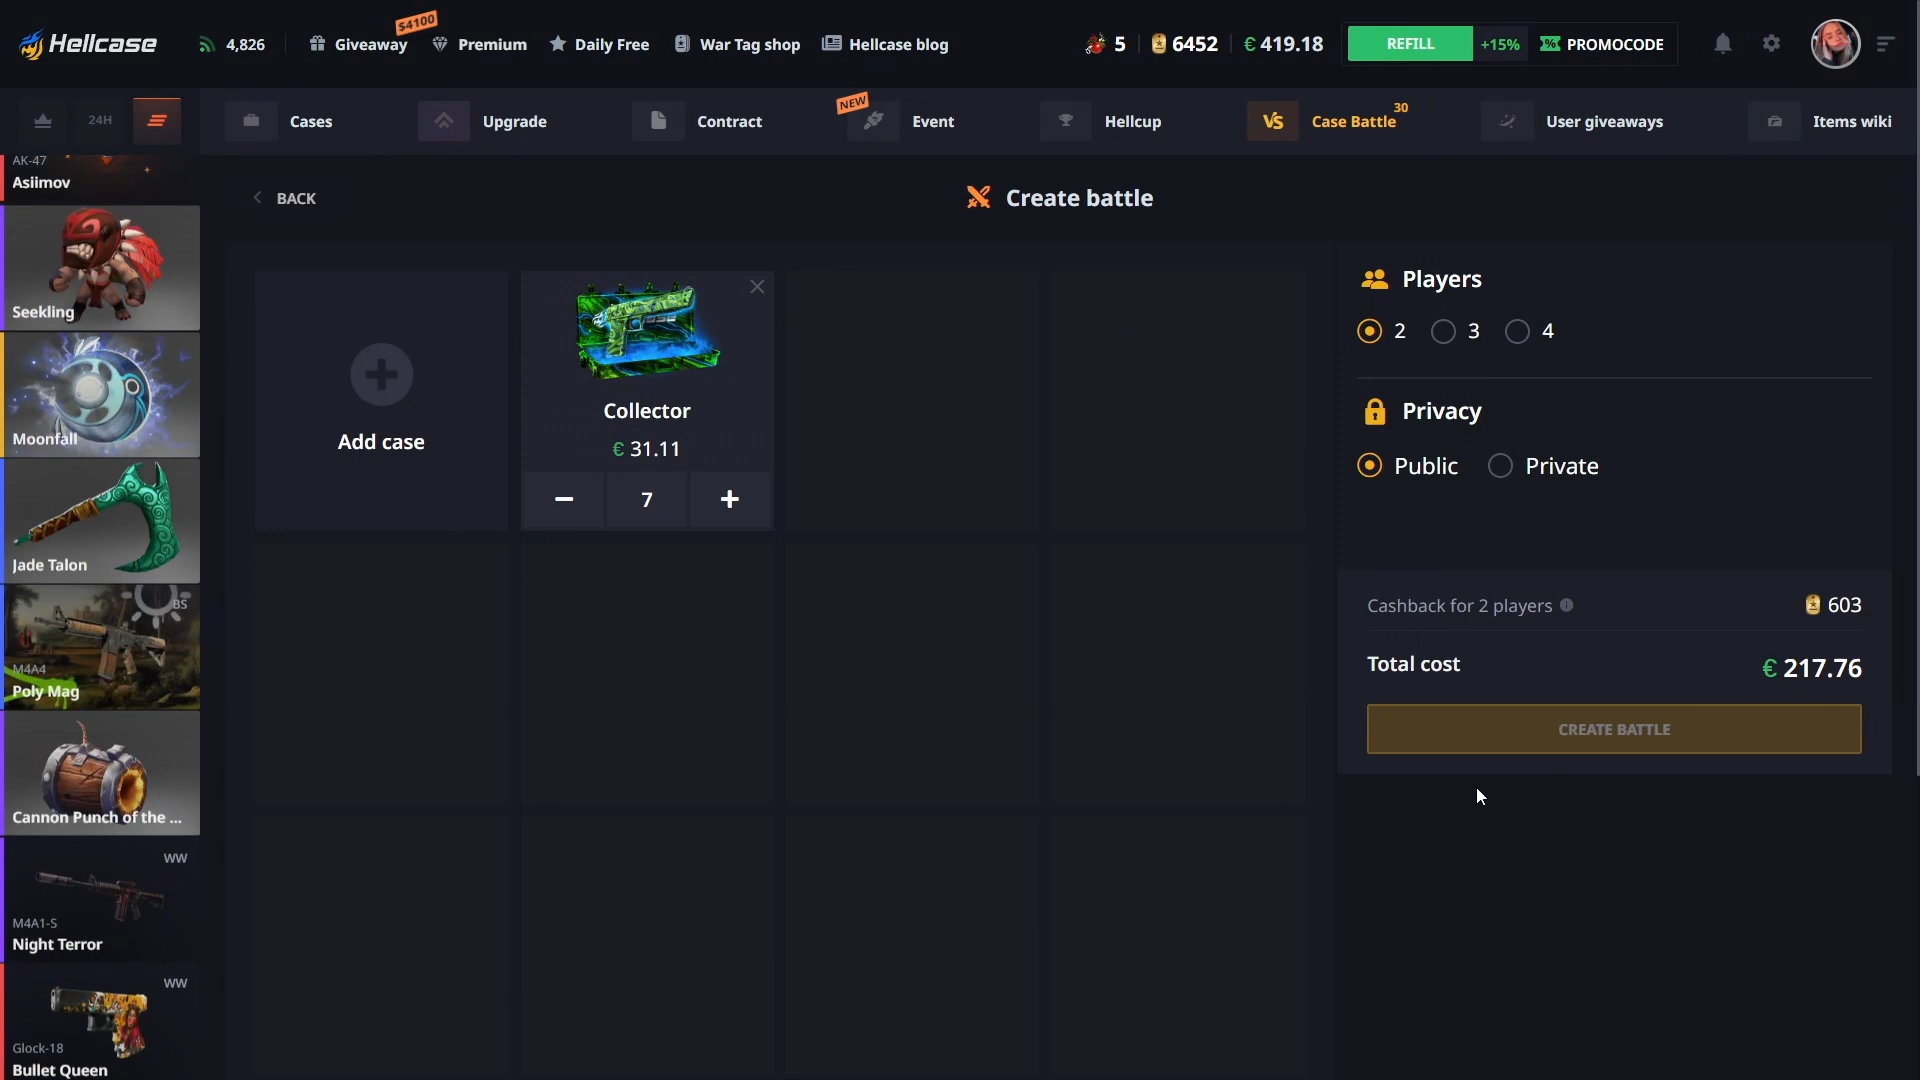 Hellcase
4,826
Giveaway
$4100
Premium
Daily Free
War Tag shop
Hellcase blog
5
6452
€ 419.18
REFILL
+15%
PROMOCODE
24H
Cases
Upgrade
Contract
NEW
Event
Hellcup
VS
Case Battle
30
User giveaways
Items wiki
AK-47
Asiimov
Seekling
Moonfall
Jade Talon
BS
M4A4
Poly Mag
Cannon Punch of the ...
WW
M4A1-S
Night Terror
WW
Glock-18
Bullet Queen
BACK
Create battle
Add case
Collector
€ 31.11
− 7 +
Players
2 3 4
Privacy
Public Private
Cashback for 2 players
603
Total cost
€ 217.76
CREATE BATTLE